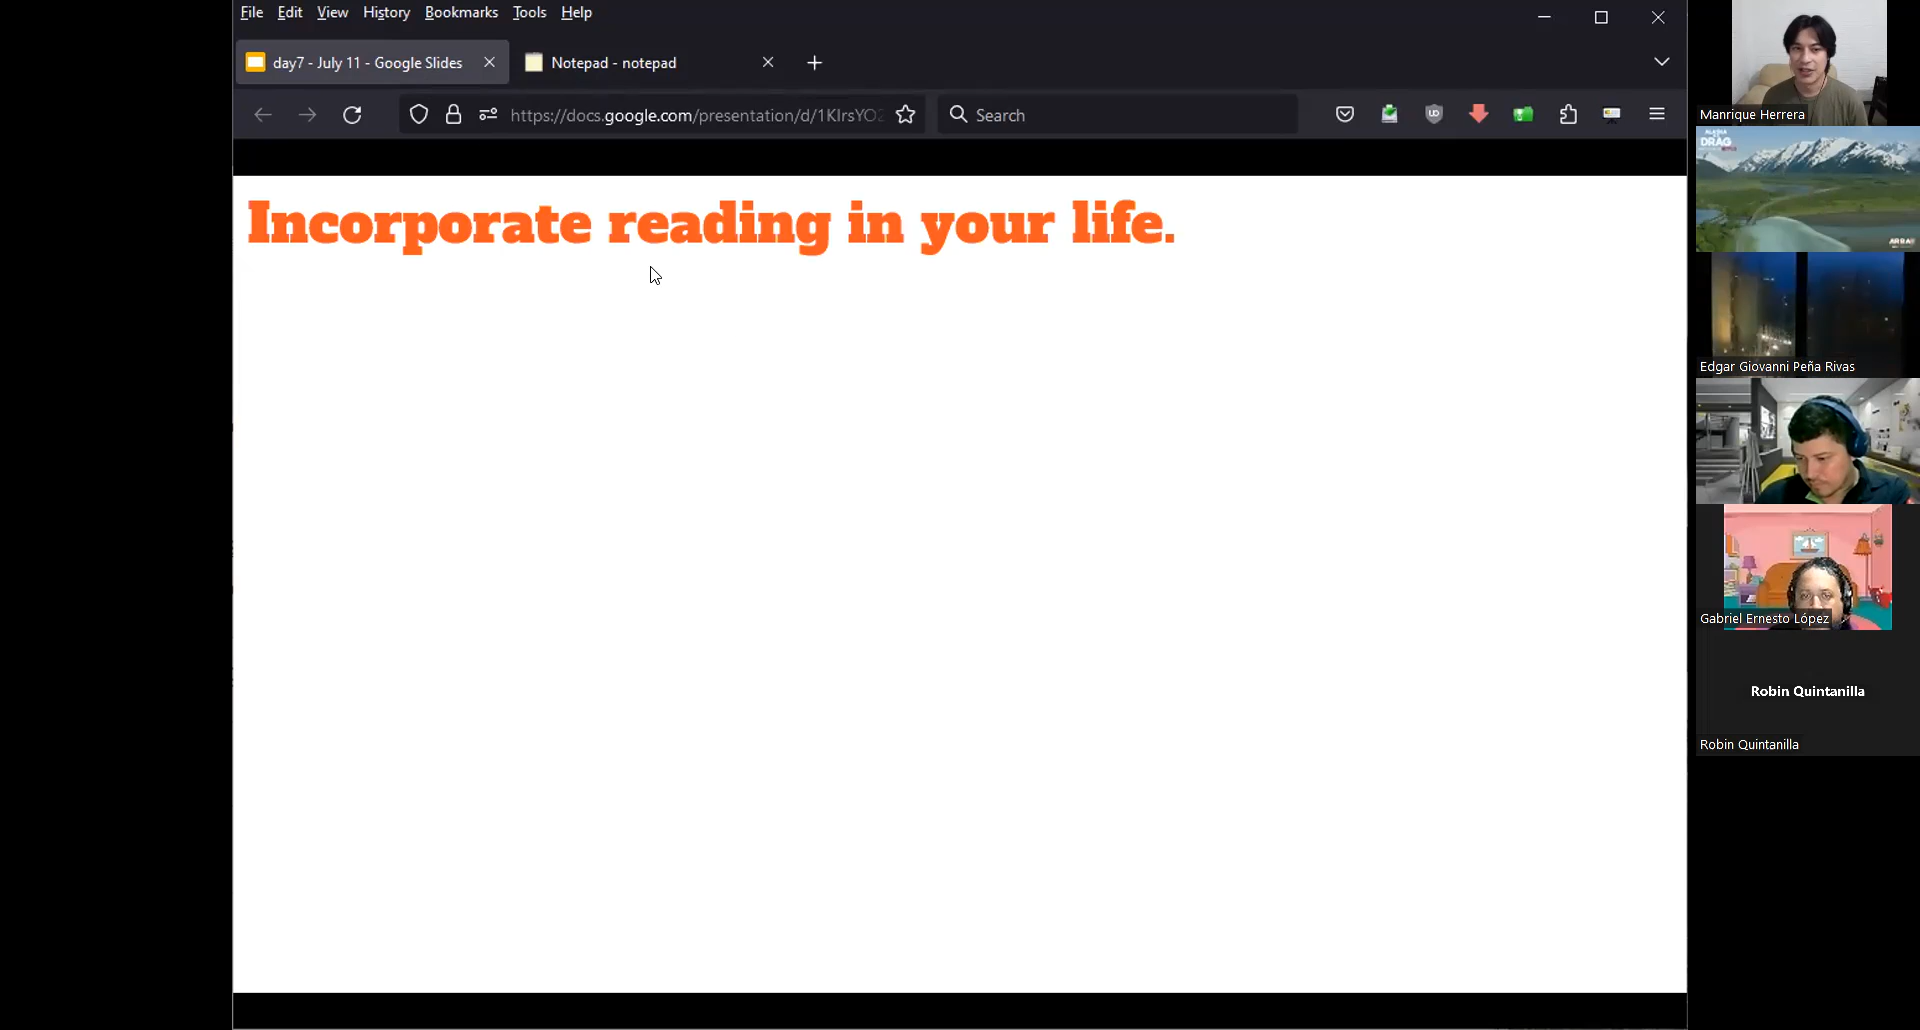 File Edit View History Bookmarks Tools Help
day7 - July 11 - Google Slides
Notepad - notepad
https://docs.google.com/presentation/d/1KIrsYO
Search
Incorporate reading in your life.
Manrique Herrera
DRAG
Edgar Giovanni Peña Rivas
Gabriel Ernesto López
Robin Quintanilla
Robin Quintanilla